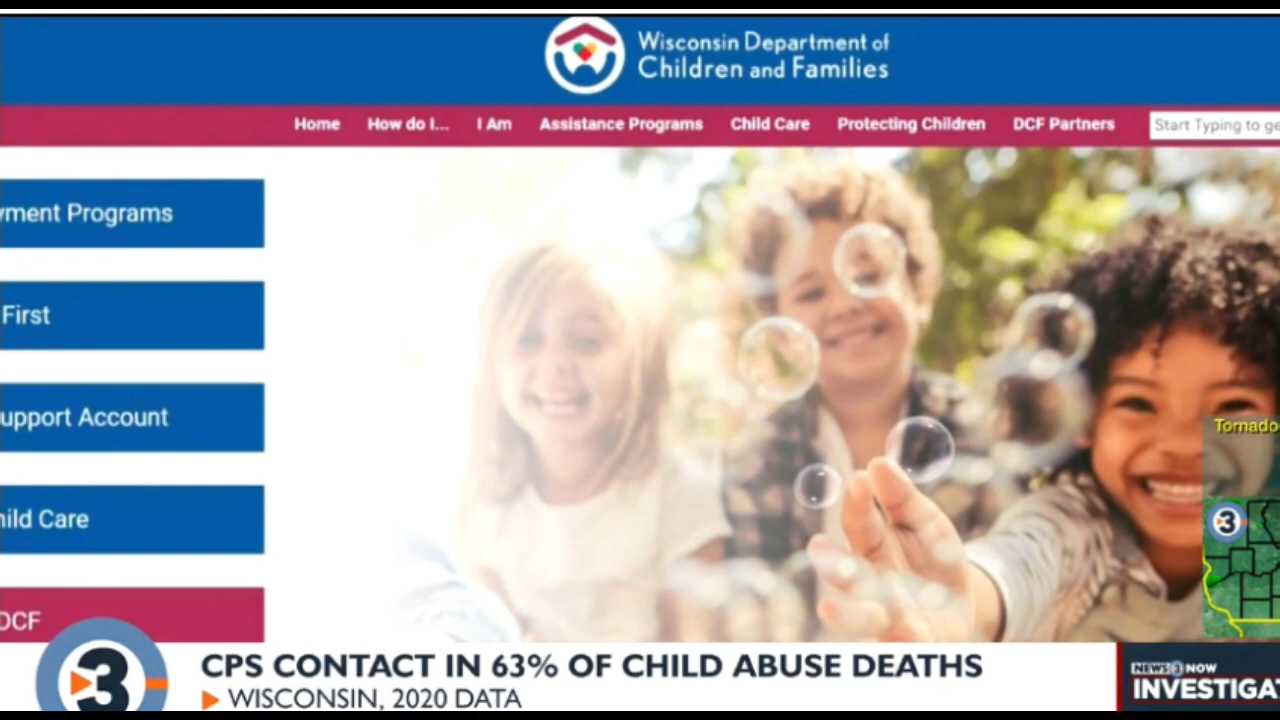 Wisconsin Department of
Children and Families
Home How do I... I Am Assistance Programs Child Care Protecting Children DCF Partners Start Typing to ge
yment Programs
First
upport Account
hild Care
DCF
Tornado
3
3
CPS CONTACT IN 63% OF CHILD ABUSE DEATHS
WISCONSIN, 2020 DATA
NEWS 3 NOW
INVESTIGAT